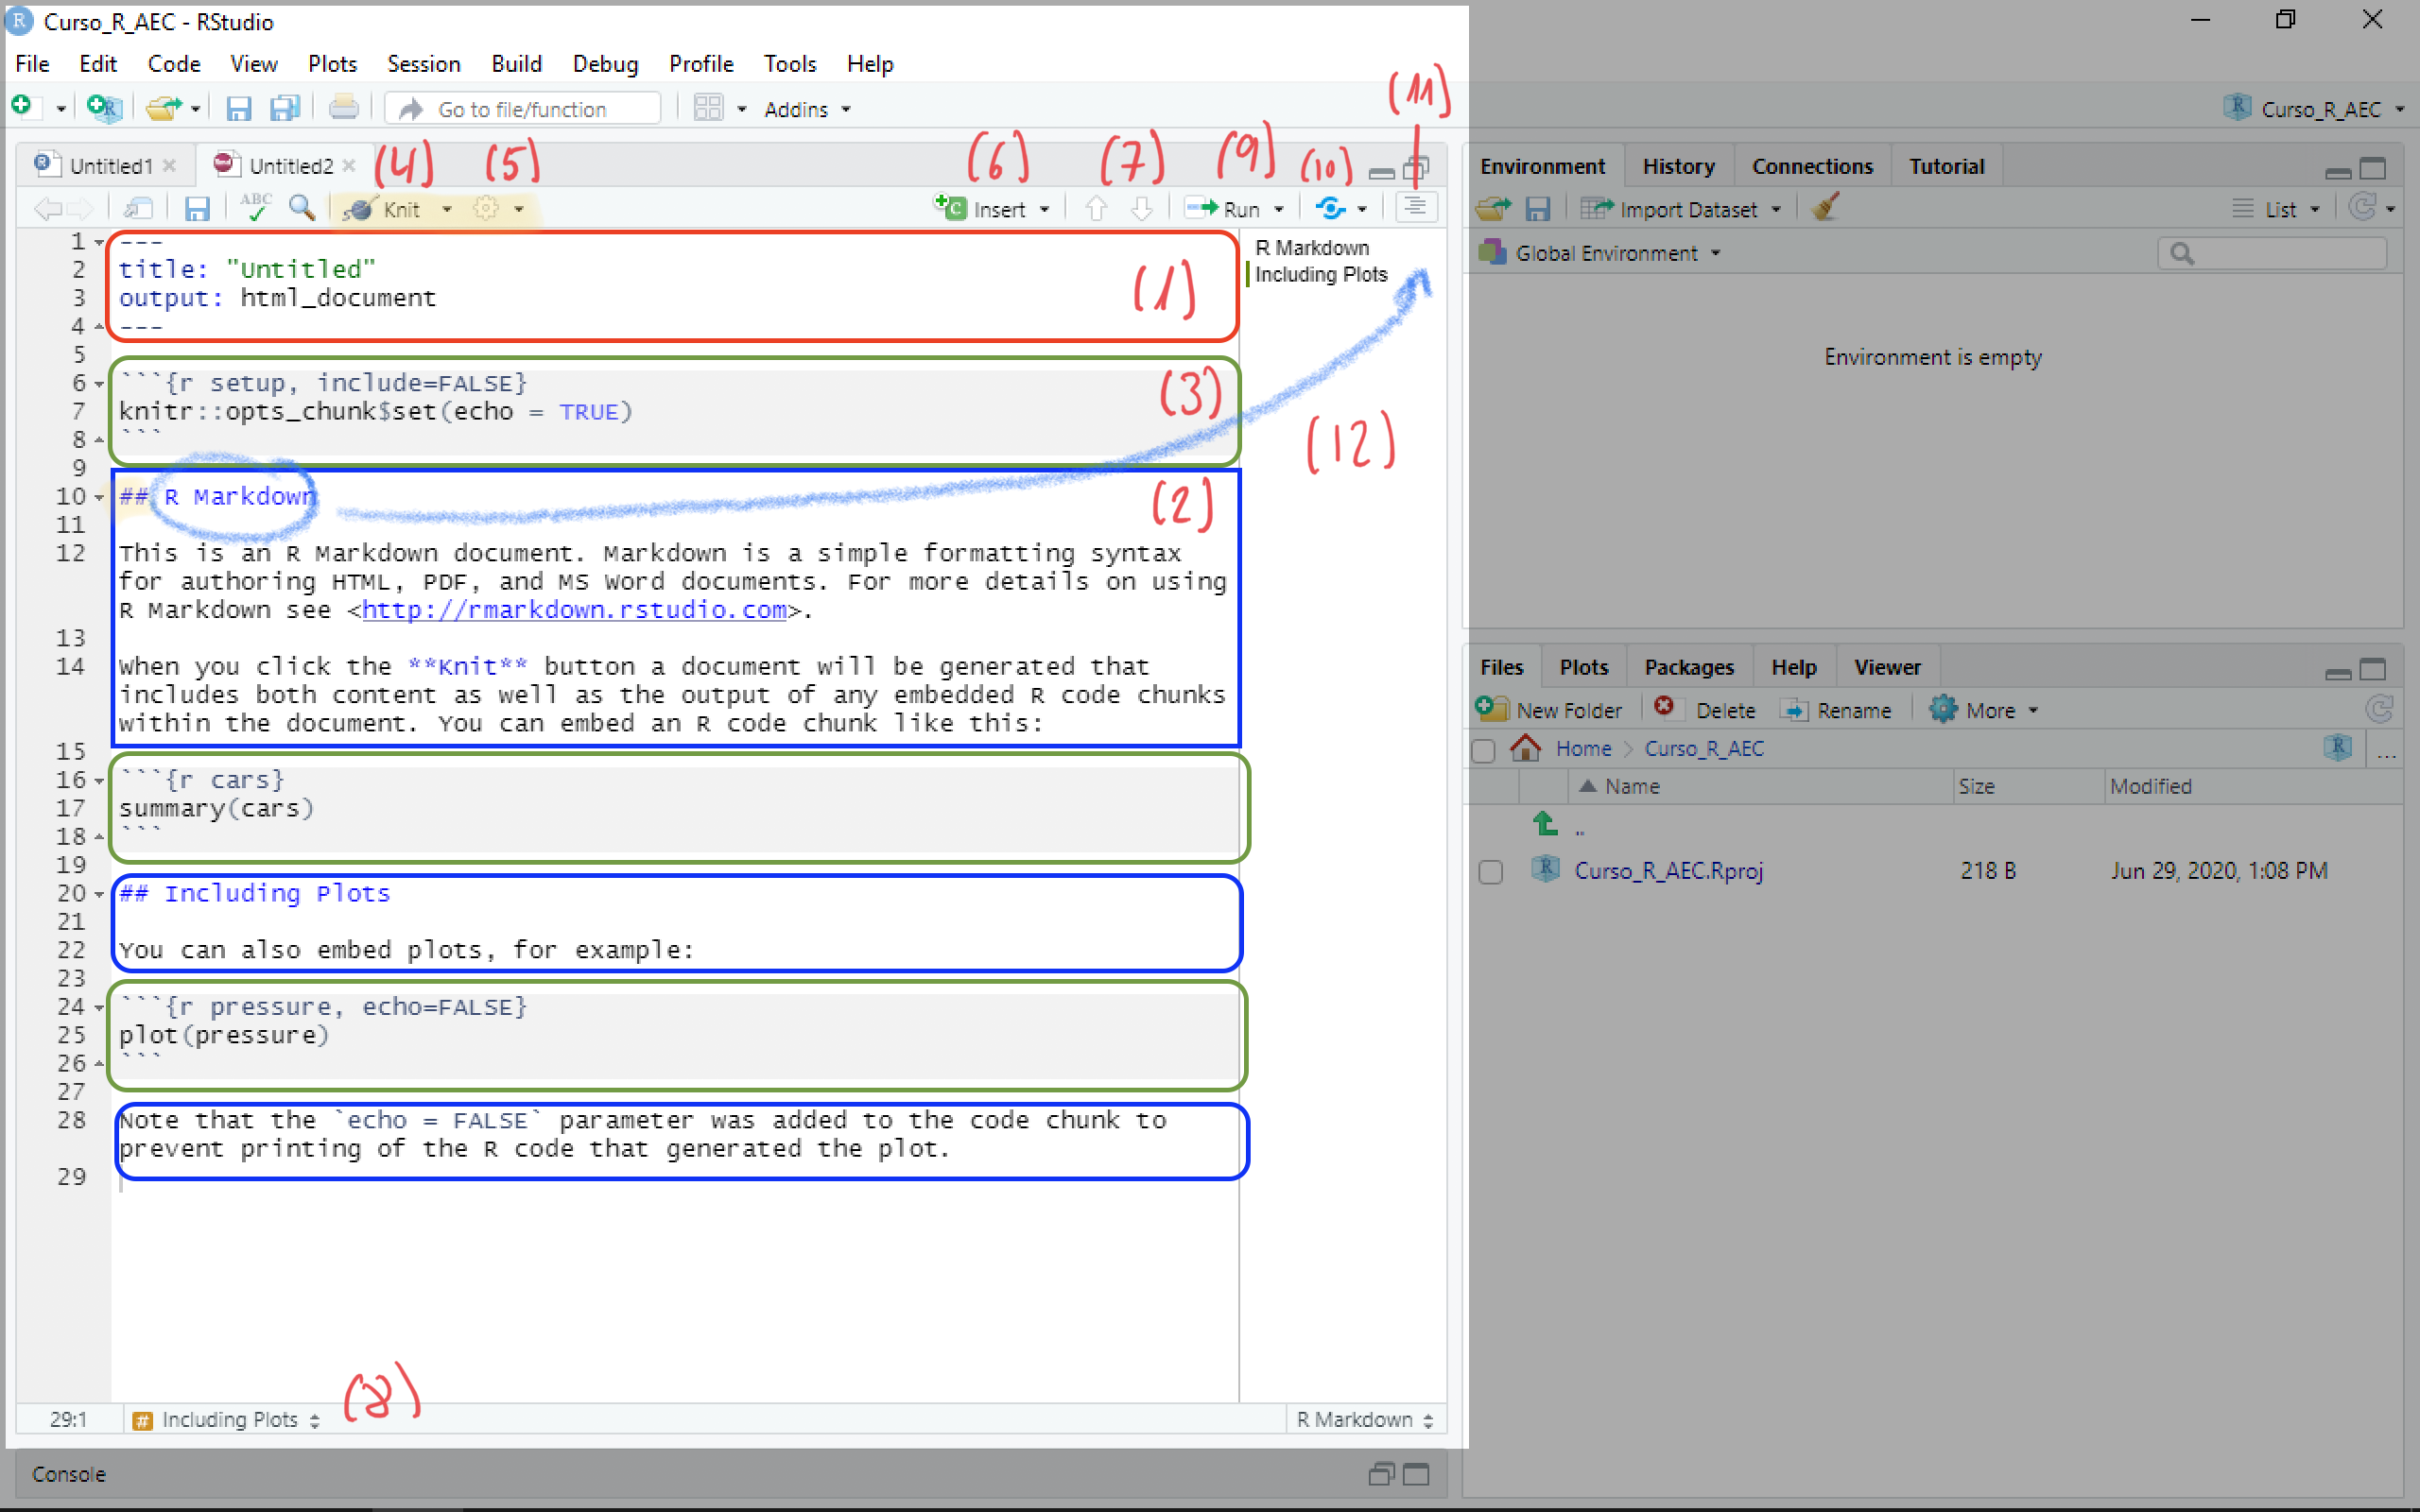 Curso_R_AEC - RStudio
File Edit Code View Plots Session Build Debug Profile Tools Help
Go to file/function Addins
Curso_R_AEC
(11)
Untitled1 Untitled2 (4) (5) (6) (7) (9) (10)
ABC Knit Insert Run
1 ---
2 title: "Untitled"
3 output: html_document
4 ---
(1)
5
6 ```{r setup, include=FALSE}
7 knitr::opts_chunk$set(echo = TRUE)
8 ```
(3)
9
10 ## R Markdown
(2)
11
12 This is an R Markdown document. Markdown is a simple formatting syntax
for authoring HTML, PDF, and MS Word documents. For more details on using
R Markdown see <http://rmarkdown.rstudio.com>.
13
14 When you click the **Knit** button a document will be generated that
includes both content as well as the output of any embedded R code chunks
within the document. You can embed an R code chunk like this:
15
16 ```{r cars}
17 summary(cars)
18 ```
19
20 ## Including Plots
21
22 You can also embed plots, for example:
23
24 ```{r pressure, echo=FALSE}
25 plot(pressure)
26 ```
27
28 Note that the `echo = FALSE` parameter was added to the code chunk to
prevent printing of the R code that generated the plot.
29
R Markdown
Including Plots
(12)
(8)
29:1 # Including Plots R Markdown
Console
Environment History Connections Tutorial
Import Dataset List
Global Environment
Environment is empty
Files Plots Packages Help Viewer
New Folder Delete Rename More
Home Curso_R_AEC ...
Name Size Modified
..
Curso_R_AEC.Rproj 218 B Jun 29, 2020, 1:08 PM